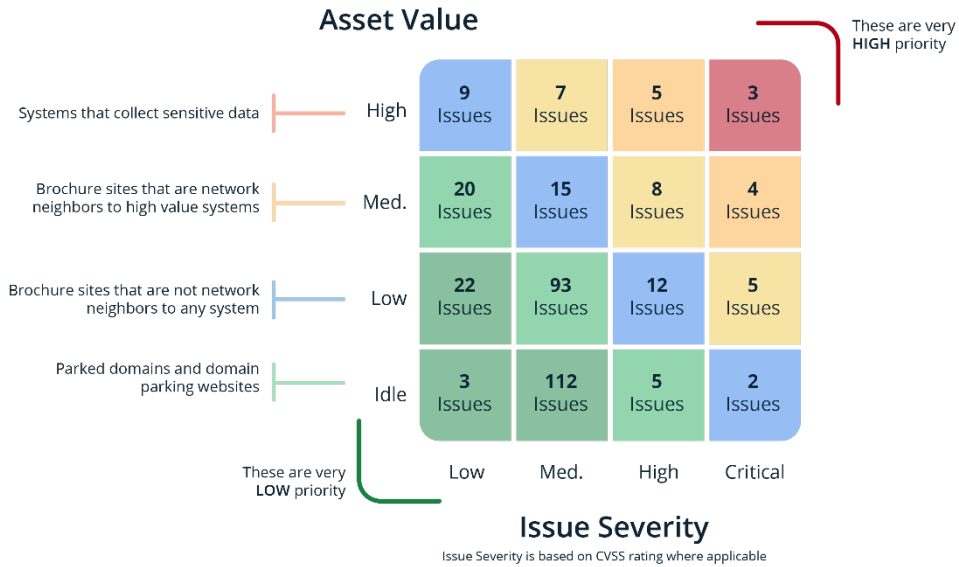 Asset Value
These are very
HIGH priority
Systems that collect sensitive data
High
9
Issues
7
Issues
5
Issues
3
Issues
Brochure sites that are network
neighbors to high value systems
Med.
20
Issues
15
Issues
8
Issues
4
Issues
Brochure sites that are not network
neighbors to any system
Low
22
Issues
93
Issues
12
Issues
5
Issues
Parked domains and domain
parking websites
Idle
3
Issues
112
Issues
5
Issues
2
Issues
These are very
LOW priority
Low
Med.
High
Critical
Issue Severity
Issue Severity is based on CVSS rating where applicable